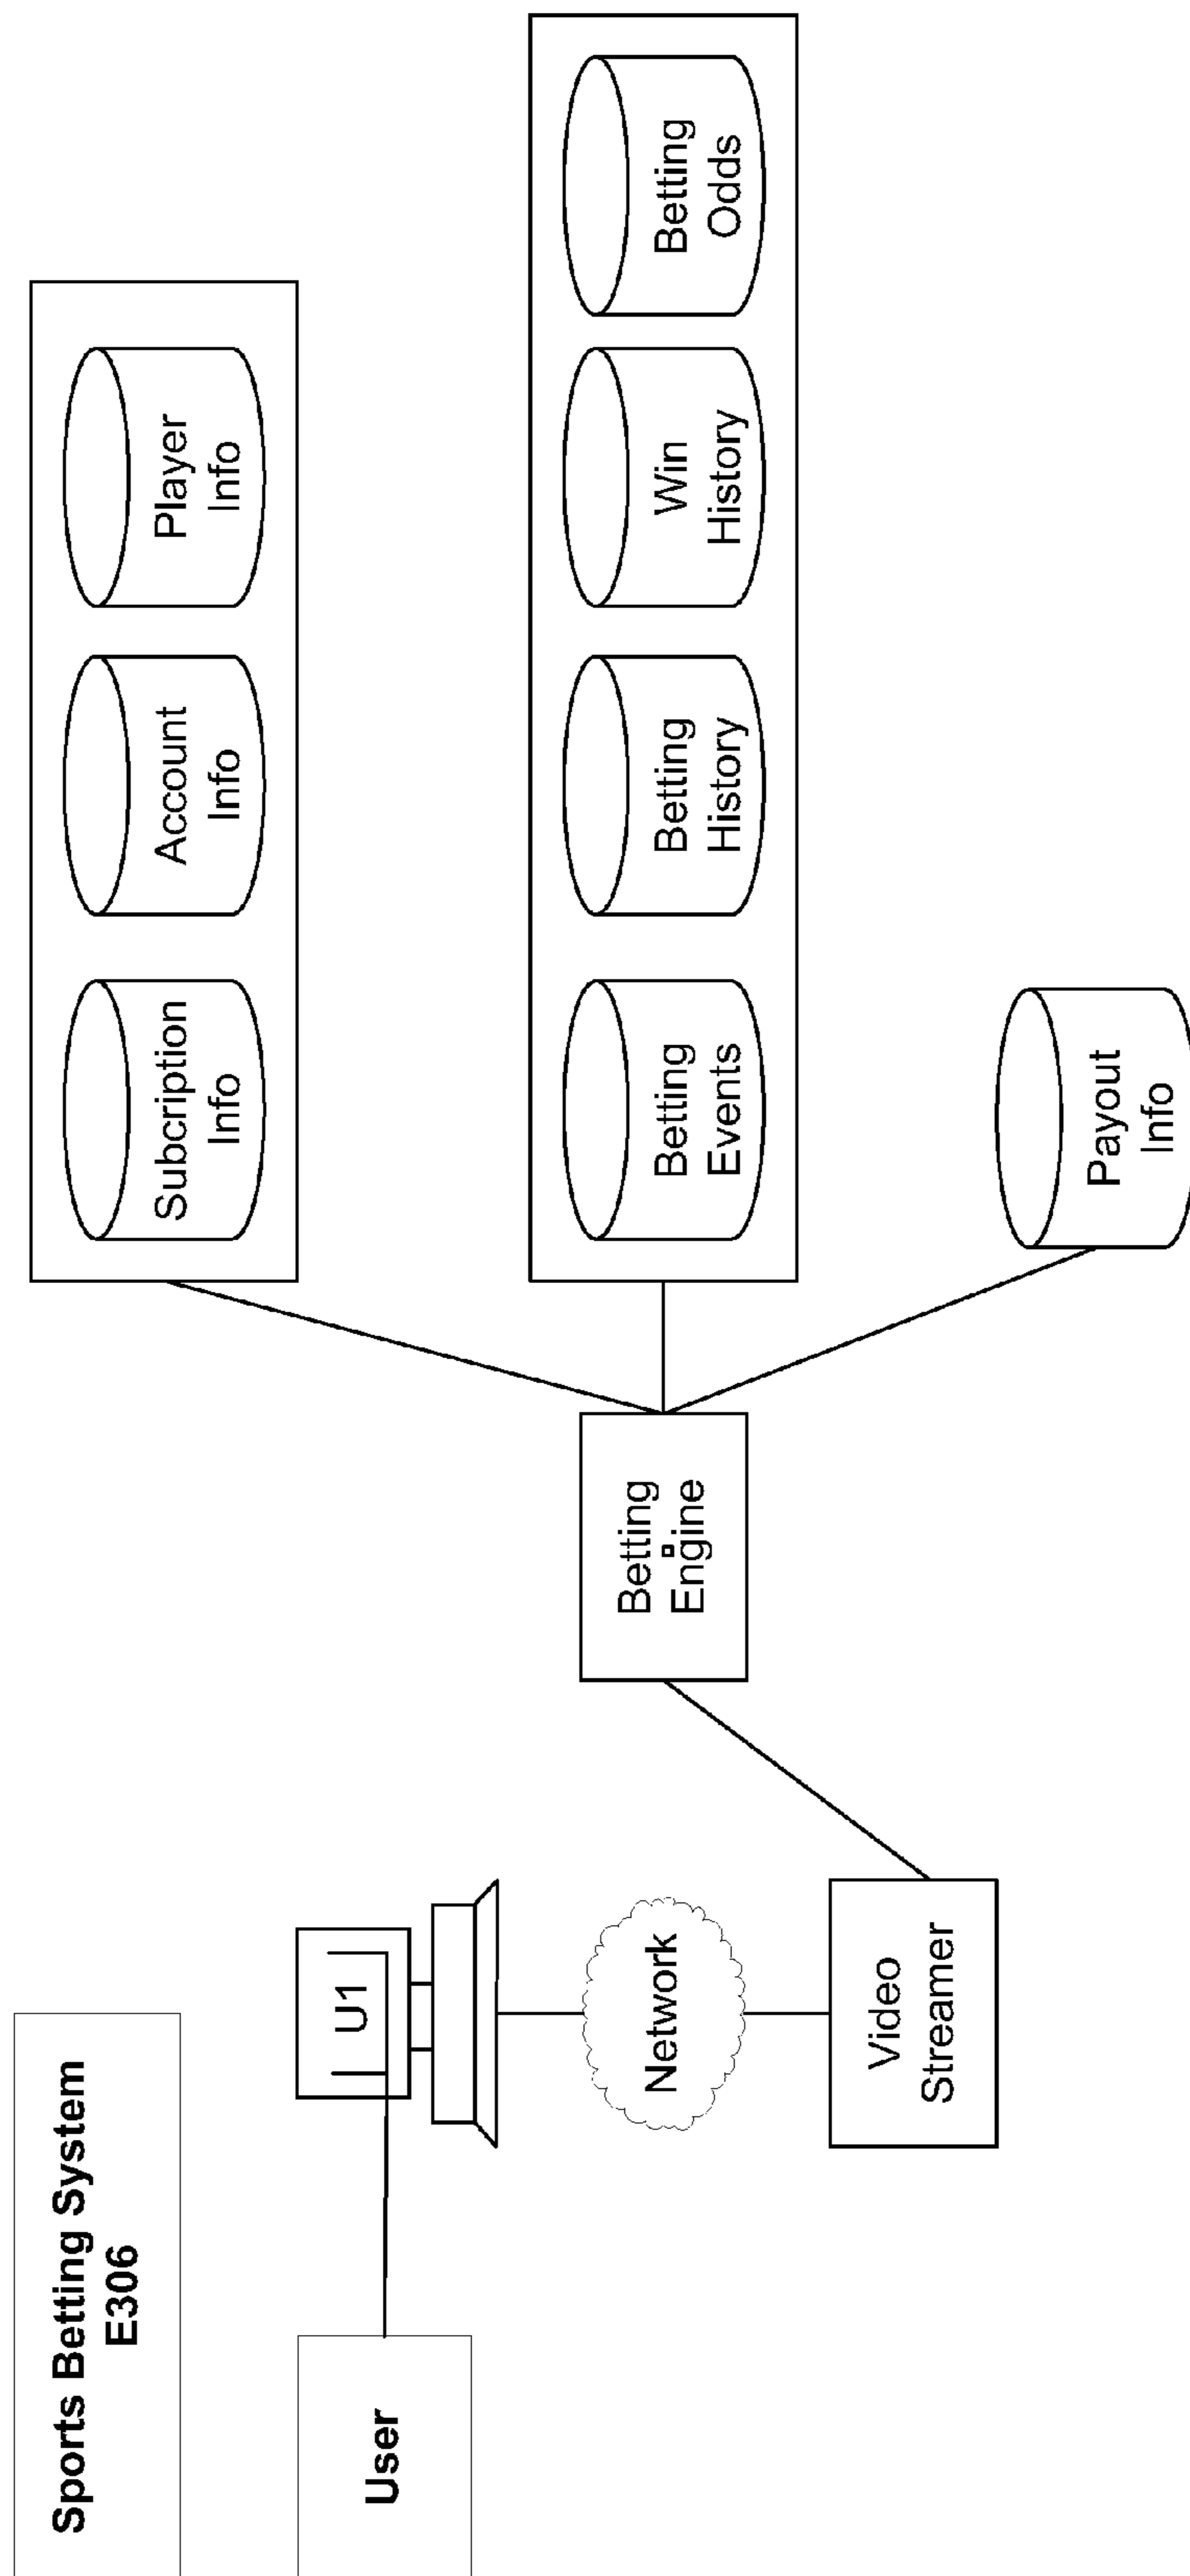 Sports Betting System
E306
User
U1
Network
Video
Streamer
Betting
Engine
Subcription
Info
Account
Info
Player
Info
Betting
Events
Betting
History
Win
History
Betting
Odds
Payout
Info